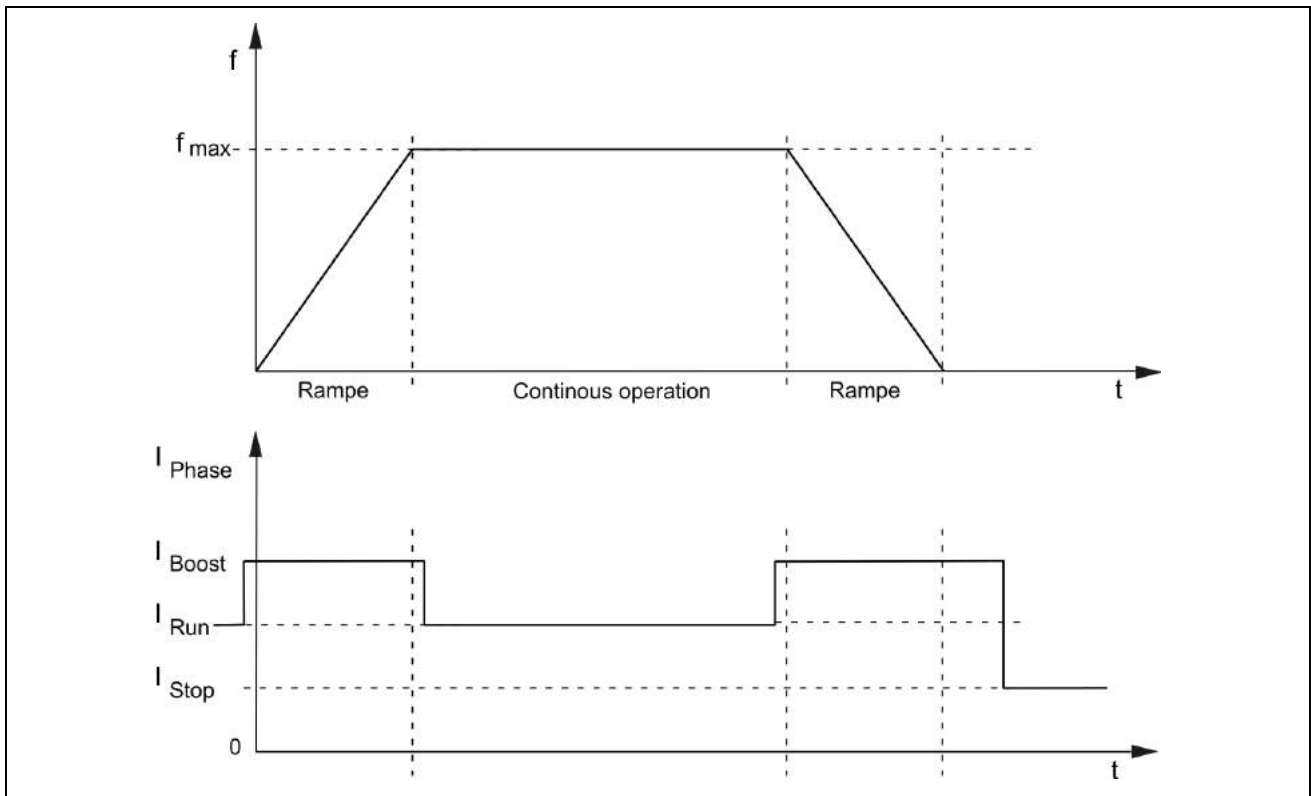 f
f max
Rampe Continous operation Rampe t
I Phase
I Boost
I Run
I Stop
0
t